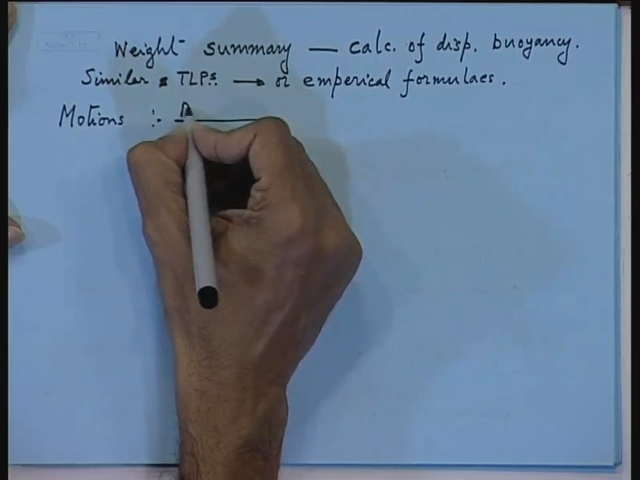 Weight summary — calc. of disp. buoyancy.
Similar TLPs. → or emperical formulaes.
Motions :-